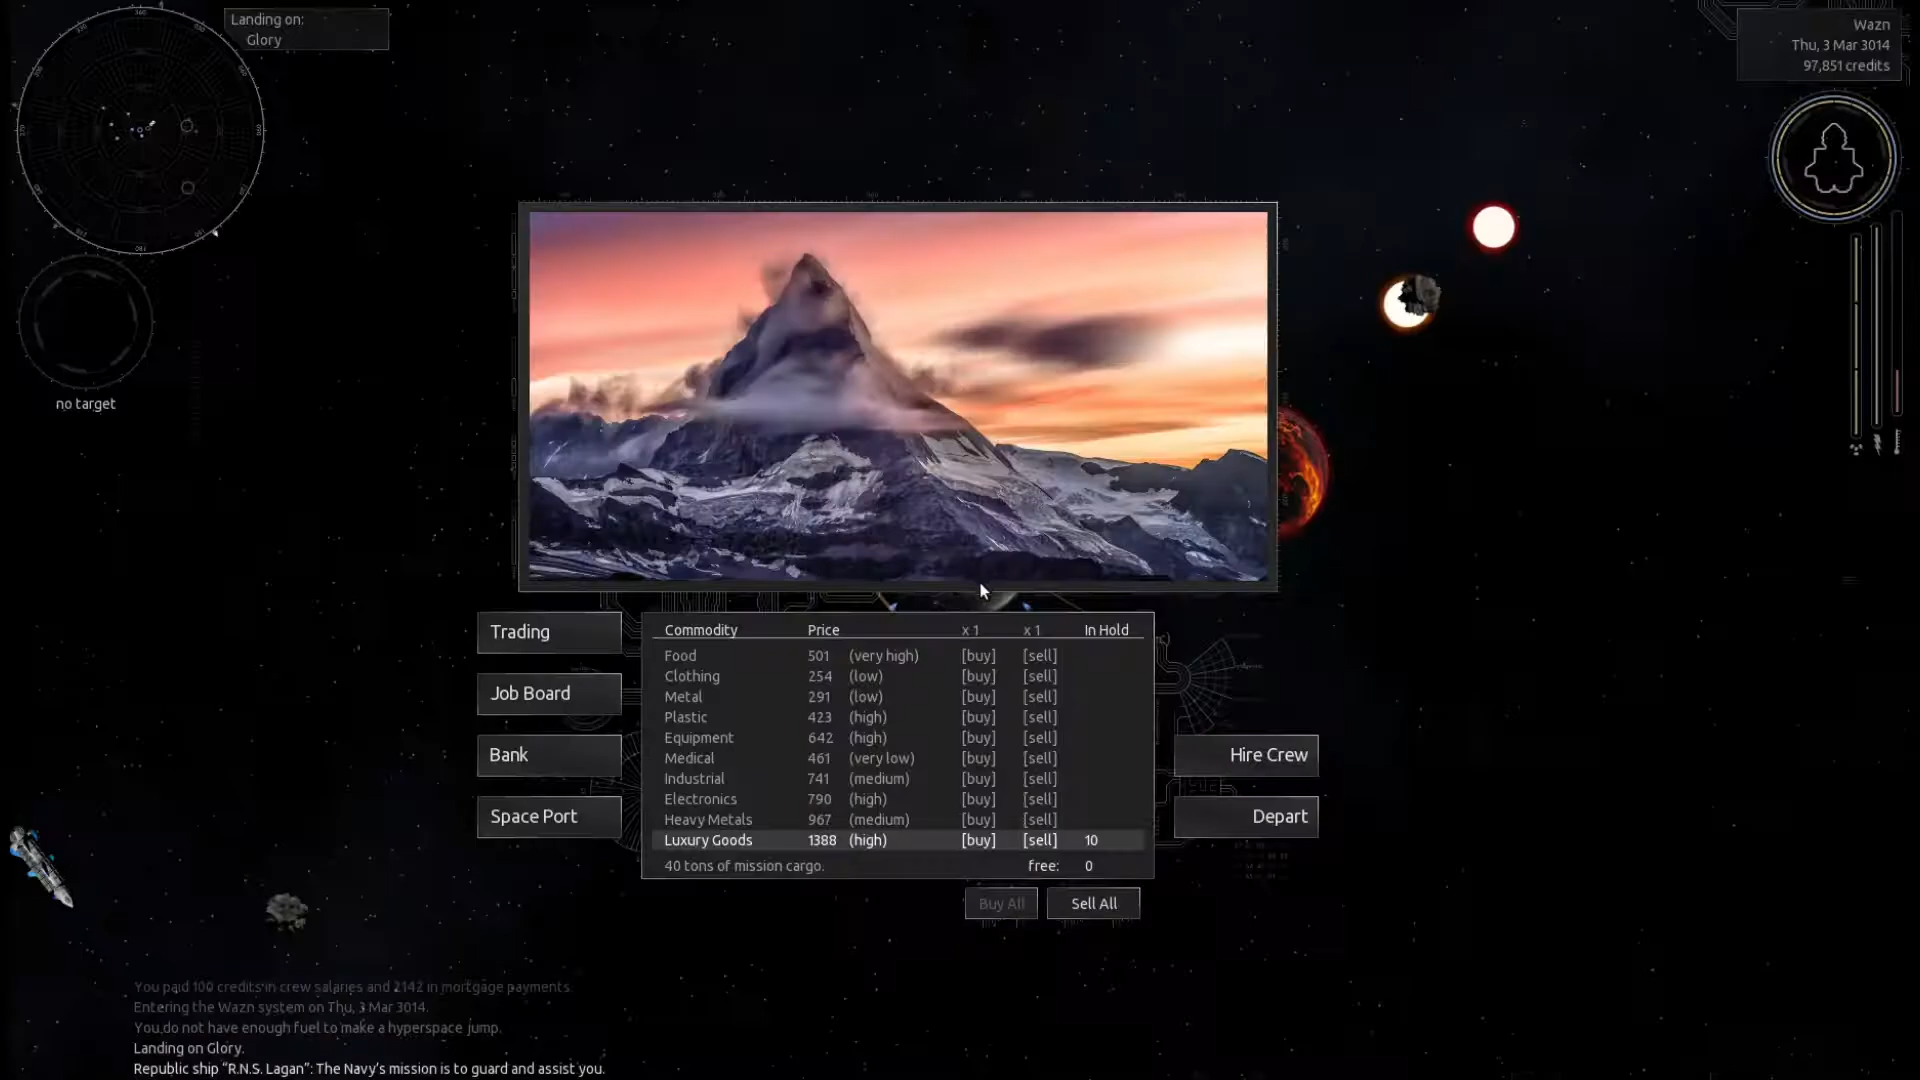 Landing on:
Glory
Wazn
Thu, 3 Mar 3014
97,851 credits
no target
Trading
Job Board
Bank
Space Port
Commodity Price x 1 x 1 In Hold
Food 501 (very high) [buy] [sell]
Clothing 254 (low) [buy] [sell]
Metal 291 (low) [buy] [sell]
Plastic 423 (high) [buy] [sell]
Equipment 642 (high) [buy] [sell]
Medical 461 (very low) [buy] [sell]
Industrial 741 (medium) [buy] [sell]
Electronics 790 (high) [buy] [sell]
Heavy Metals 967 (medium) [buy] [sell]
Luxury Goods 1388 (high) [buy] [sell] 10
40 tons of mission cargo. free: 0
Buy All Sell All
Hire Crew
Depart
You paid 100 credits in crew salaries and 2142 in mortgage payments.
Entering the Wazn system on Thu, 3 Mar 3014.
You do not have enough fuel to make a hyperspace jump.
Landing on Glory.
Republic ship "R.N.S. Lagan": The Navy's mission is to guard and assist you.